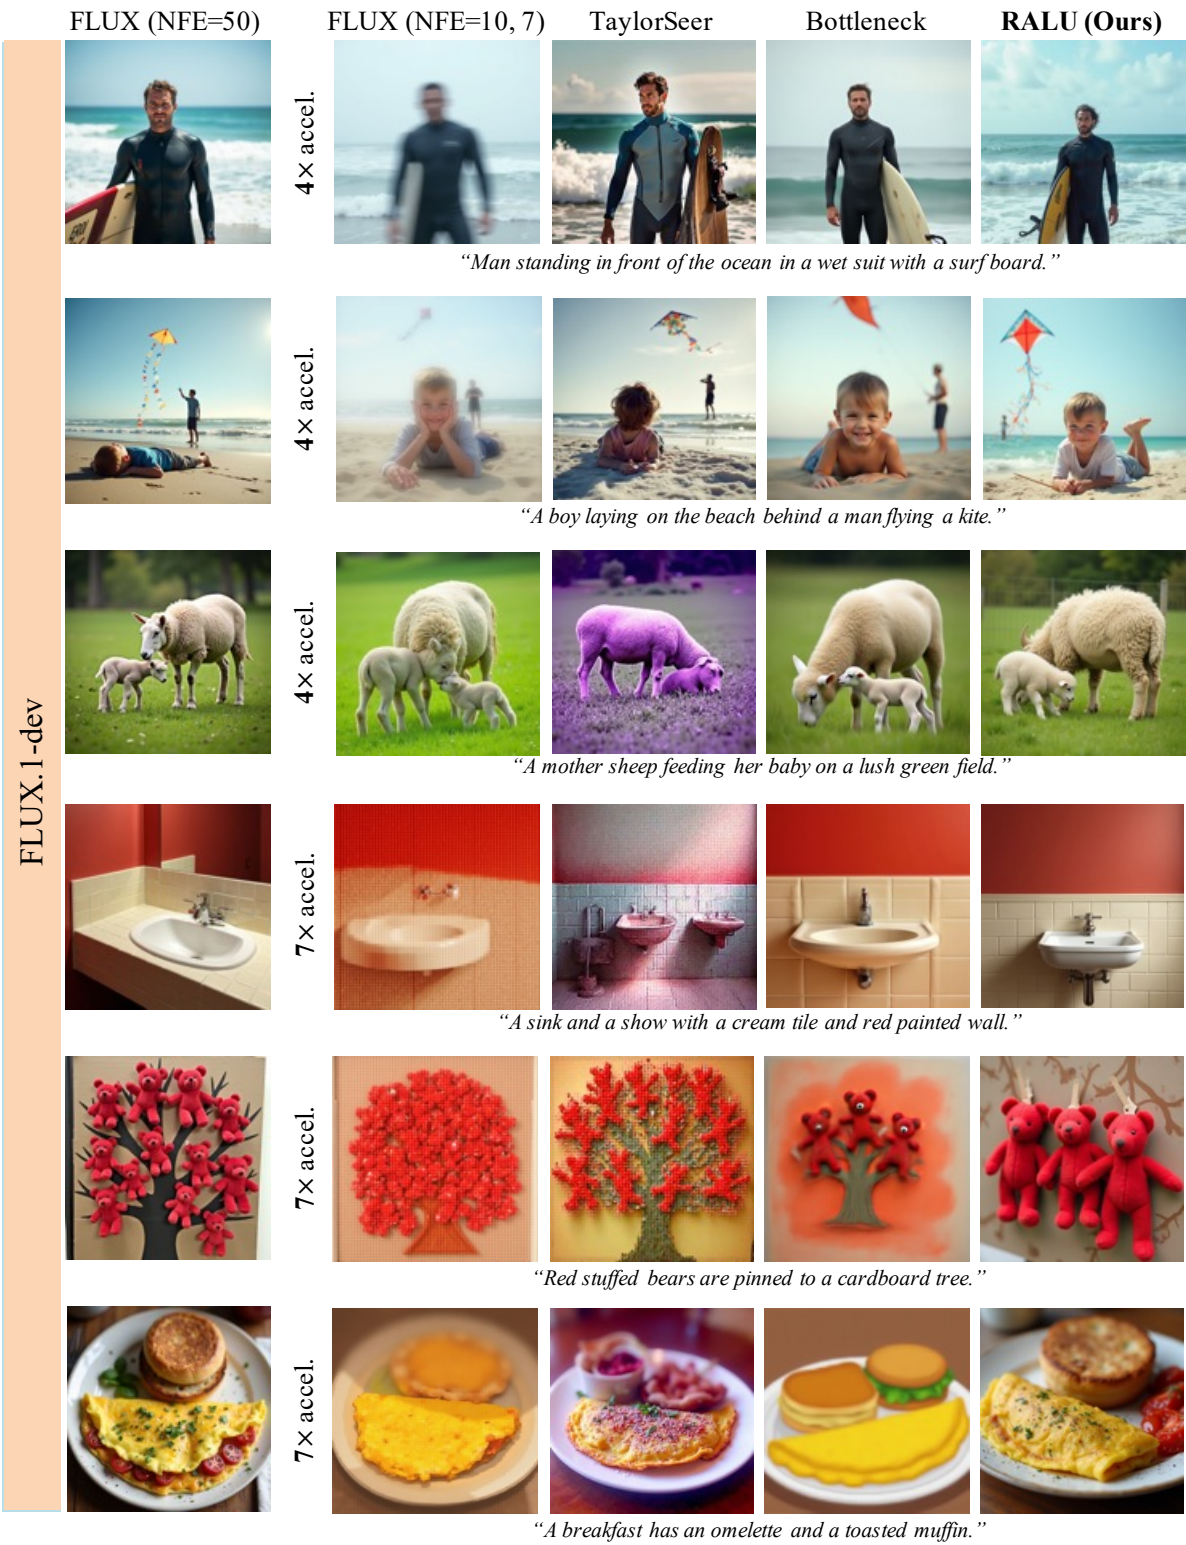 FLUX (NFE=50) FLUX (NFE=10, 7) TaylorSeer Bottleneck RALU (Ours)
FLUX.1-dev
4× accel.
“Man standing in front of the ocean in a wet suit with a surf board.”
4× accel.
“A boy laying on the beach behind a man flying a kite.”
4× accel.
“A mother sheep feeding her baby on a lush green field.”
7× accel.
“A sink and a show with a cream tile and red painted wall.”
7× accel.
“Red stuffed bears are pinned to a cardboard tree.”
7× accel.
“A breakfast has an omelette and a toasted muffin.”